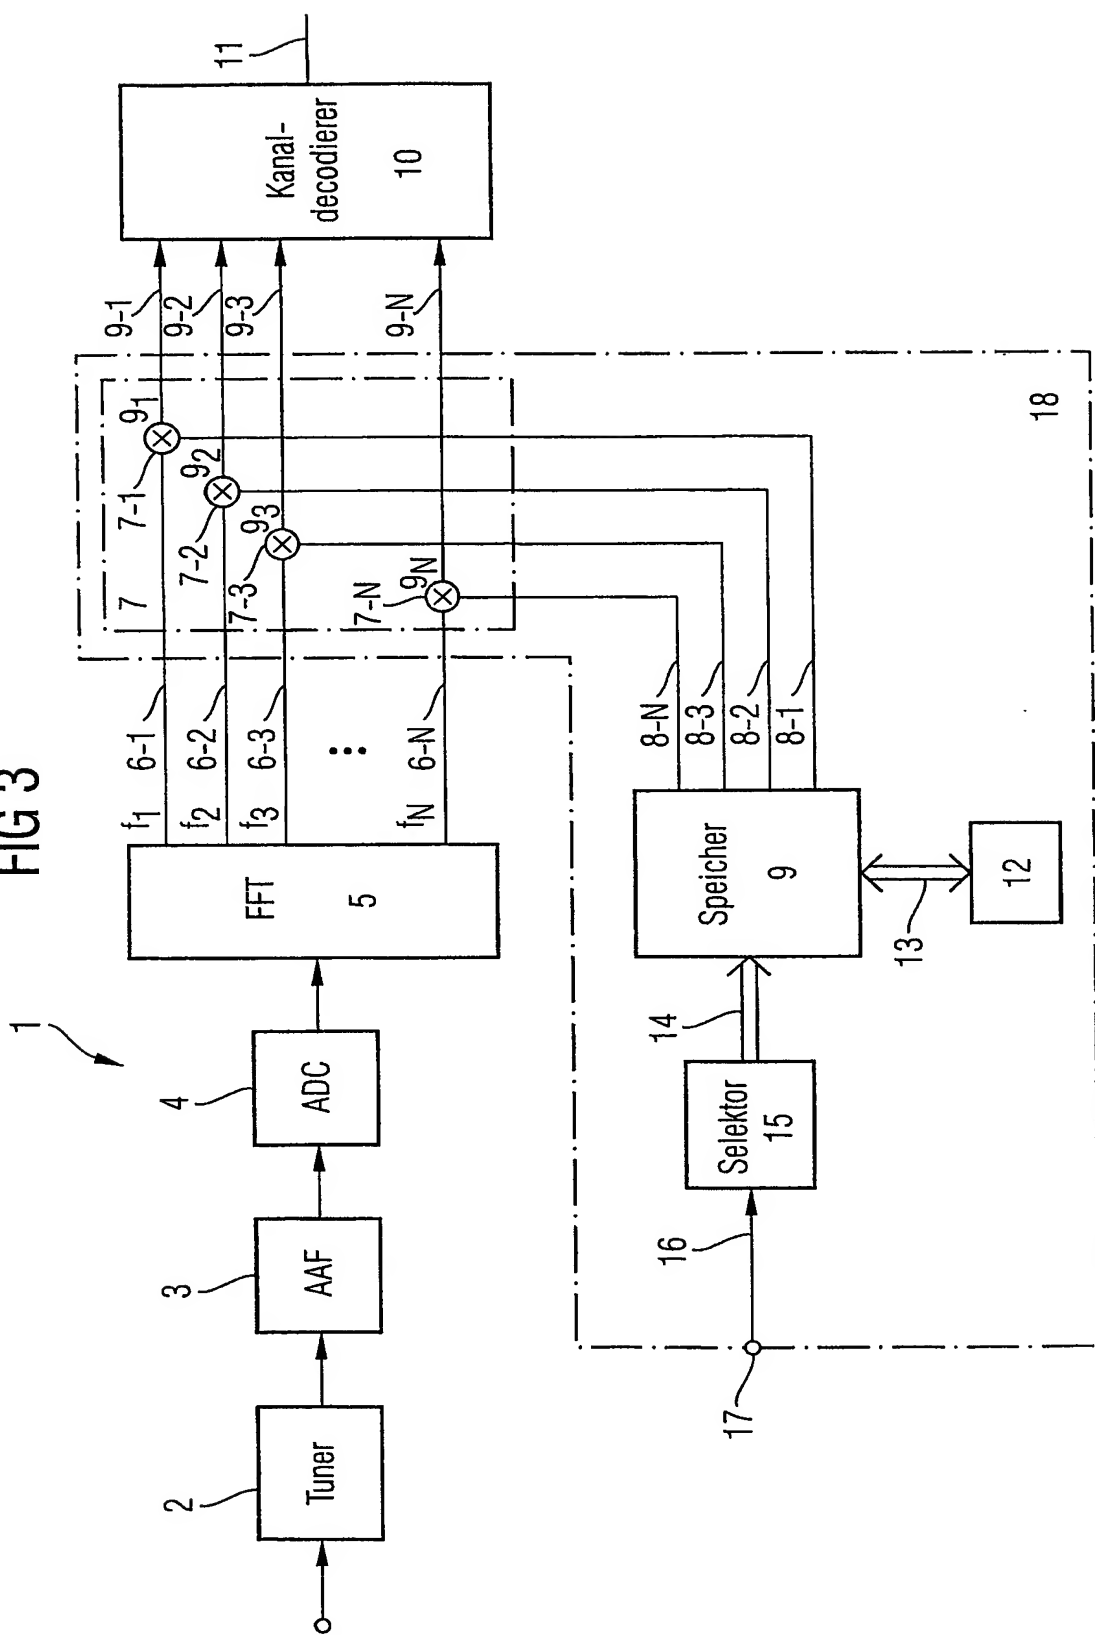 FIG 3
1
2
Tuner
3
AAF
4
ADC
FFT
5
f1
f2
f3
fN
6-1
6-2
6-3
6-N
7
7-1
7-2
7-3
7-N
91
92
93
9N
9-1
9-2
9-3
9-N
Kanal-
decodierer
10
11
17
16
Selektor
15
14
Speicher
9
8-N
8-3
8-2
8-1
13
12
18